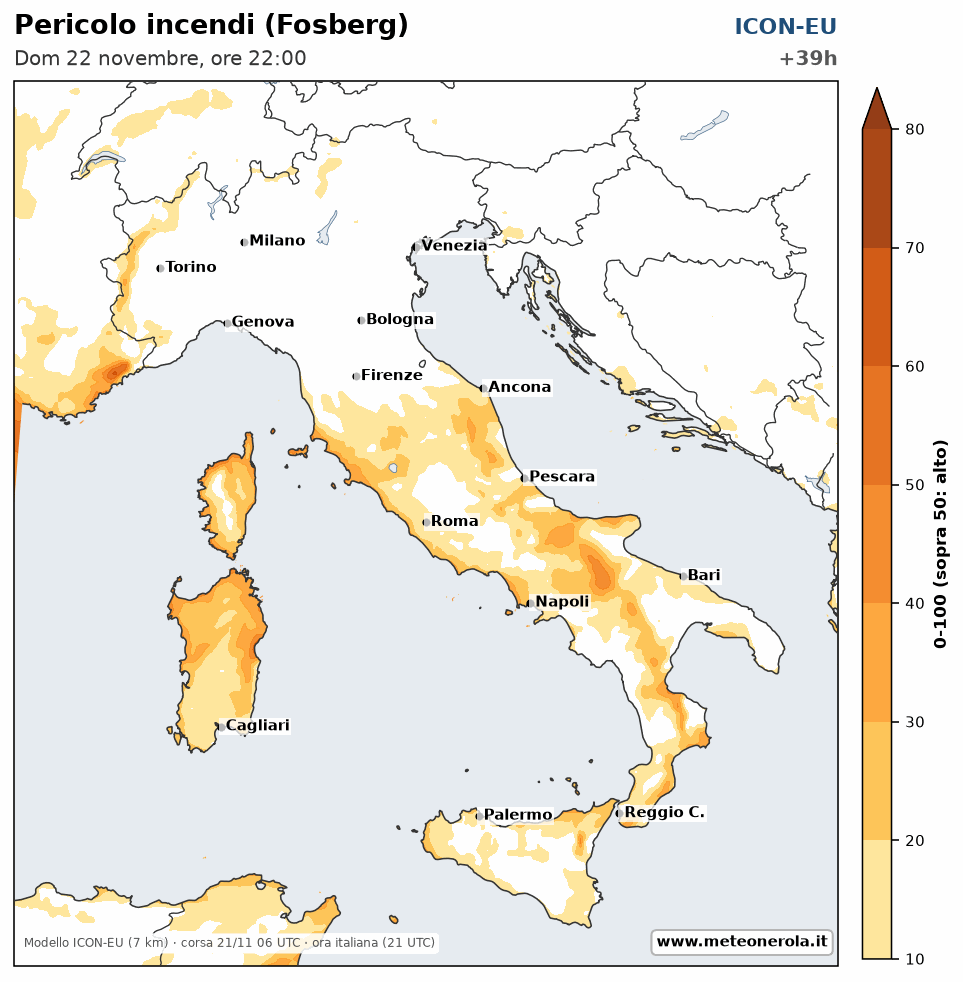 Pericolo incendi (Fosberg)
ICON-EU
Dom 22 novembre, ore 22:00
+39h
80
70
60
50
40
30
20
10
0-100 (sopra 50: alto)
Milano
Venezia
Torino
Genova
Bologna
Firenze
Ancona
Pescara
Roma
Bari
Napoli
Cagliari
Palermo
Reggio C.
Modello ICON-EU (7 km) · corsa 21/11 06 UTC · ora italiana (21 UTC)
www.meteonerola.it